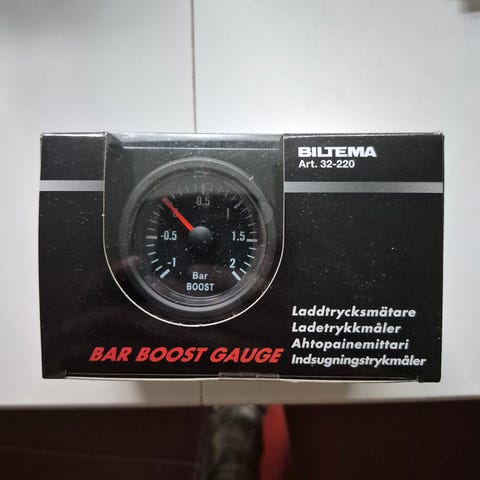 BILTEMA
Art. 32-220
0.5
0
1
-0.5
1.5
-1
2
Bar
BOOST
Laddtrycksmätare
Ladetrykkmåler
Ahtopainemittari
Indsugningstrykmåler
BAR BOOST GAUGE